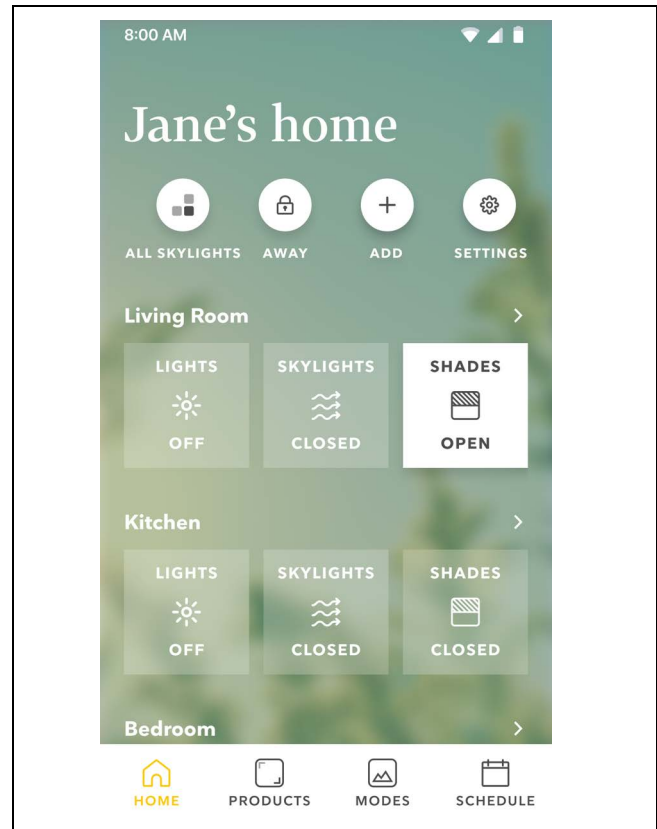 8:00 AM
Jane's home
ALL SKYLIGHTS AWAY ADD SETTINGS
Living Room
LIGHTS SKYLIGHTS SHADES
OFF CLOSED OPEN
Kitchen
LIGHTS SKYLIGHTS SHADES
OFF CLOSED CLOSED
Bedroom
HOME PRODUCTS MODES SCHEDULE